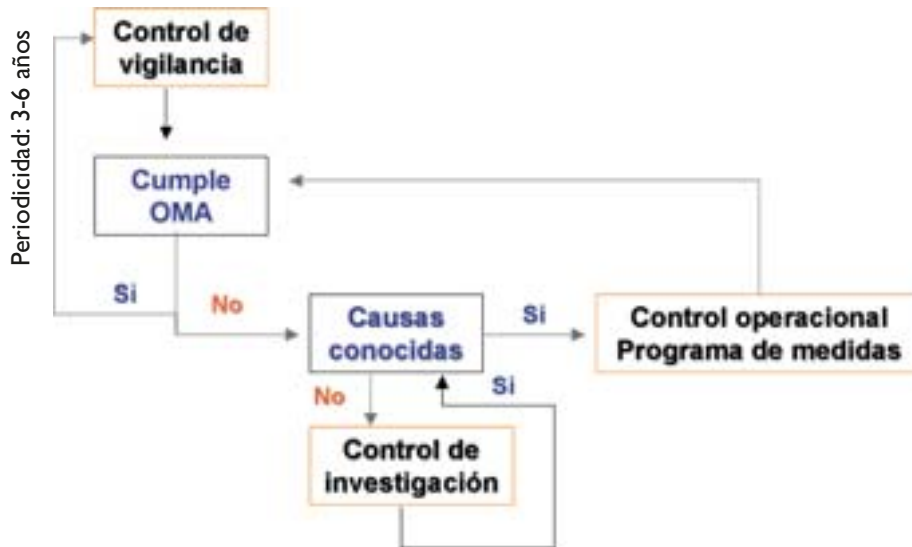 Periodicidad: 3-6 años
Control de
vigilancia
Cumple
OMA
Si
No
Causas
conocidas
Si
Control operacional
Programa de medidas
No
Si
Control de
investigación